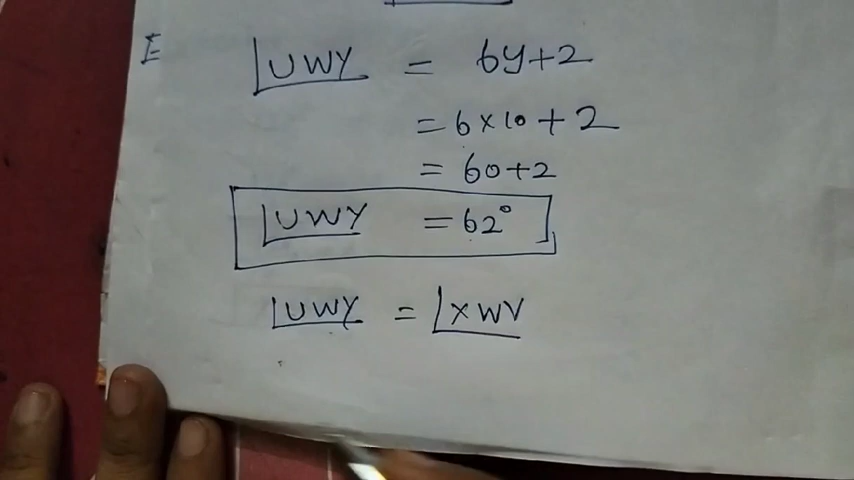 E
∠UWY = 6y+2
= 6×10+2
= 60+2
∠UWY = 62°
∠UWY = ∠XWV